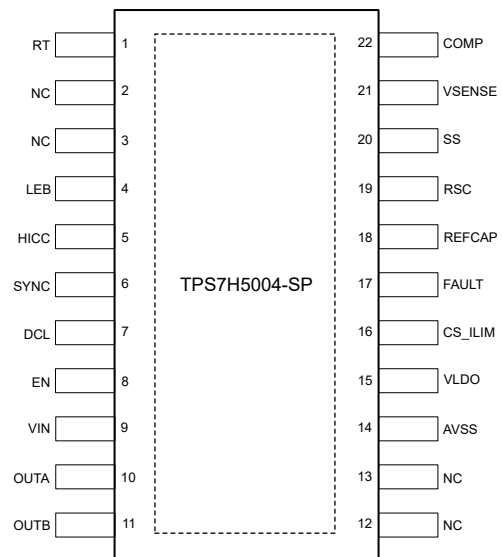 RT 1 22 COMP
NC 2 21 VSENSE
NC 3 20 SS
LEB 4 19 RSC
HICC 5 18 REFCAP
SYNC 6 TPS7H5004-SP 17 FAULT
DCL 7 16 CS_ILIM
EN 8 15 VLDO
VIN 9 14 AVSS
OUTA 10 13 NC
OUTB 11 12 NC